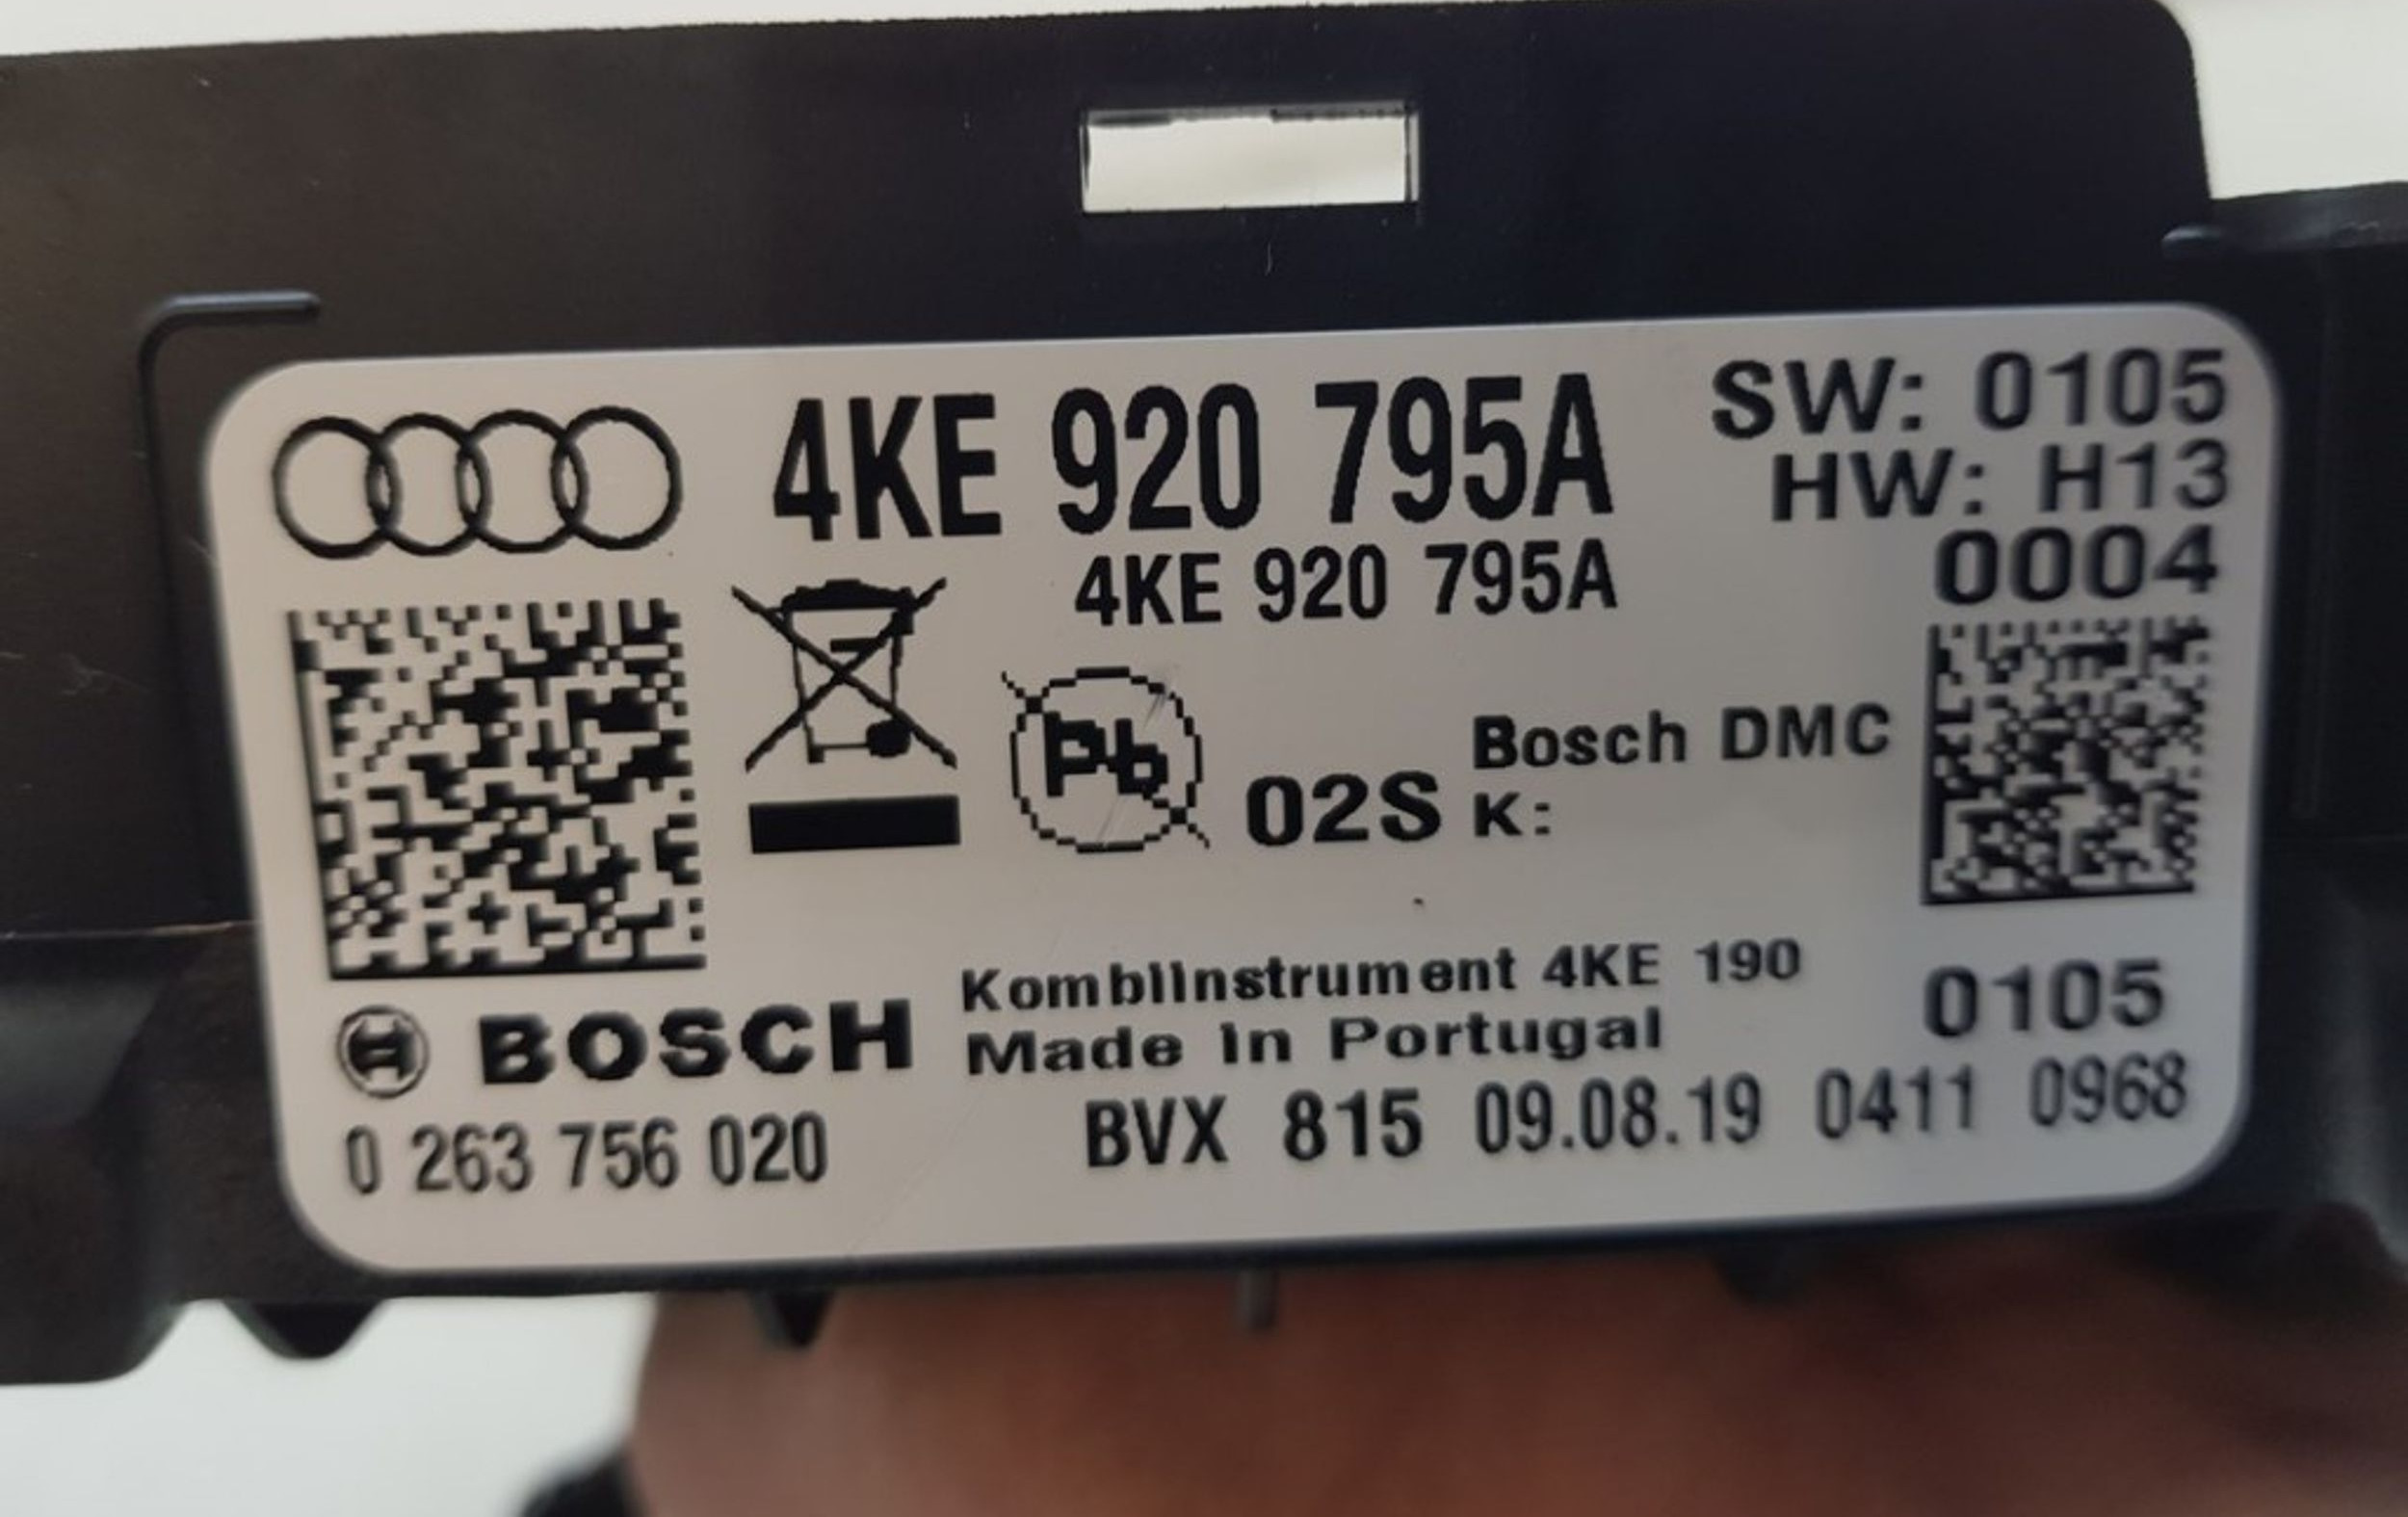 4KE 920 795A
SW: 0105
HW: H13
4KE 920 795A
0004
Pb
02S
Bosch DMC
K:
Kombiinstrument 4KE 190
0105
BOSCH
Made in Portugal
0 263 756 020
BVX 815 09.08.19 0411 0968